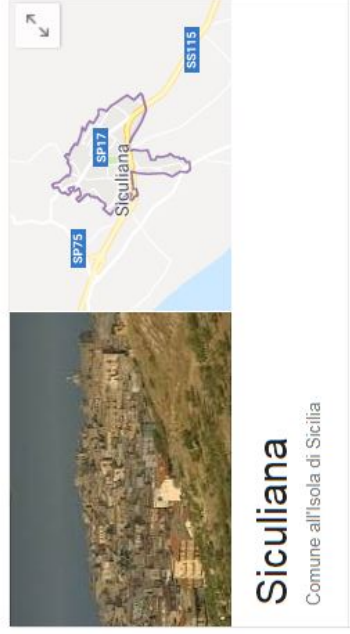 SP75
SP17
SS115
Siculiana
Siculiana
Comune all'Isola di Sicilia